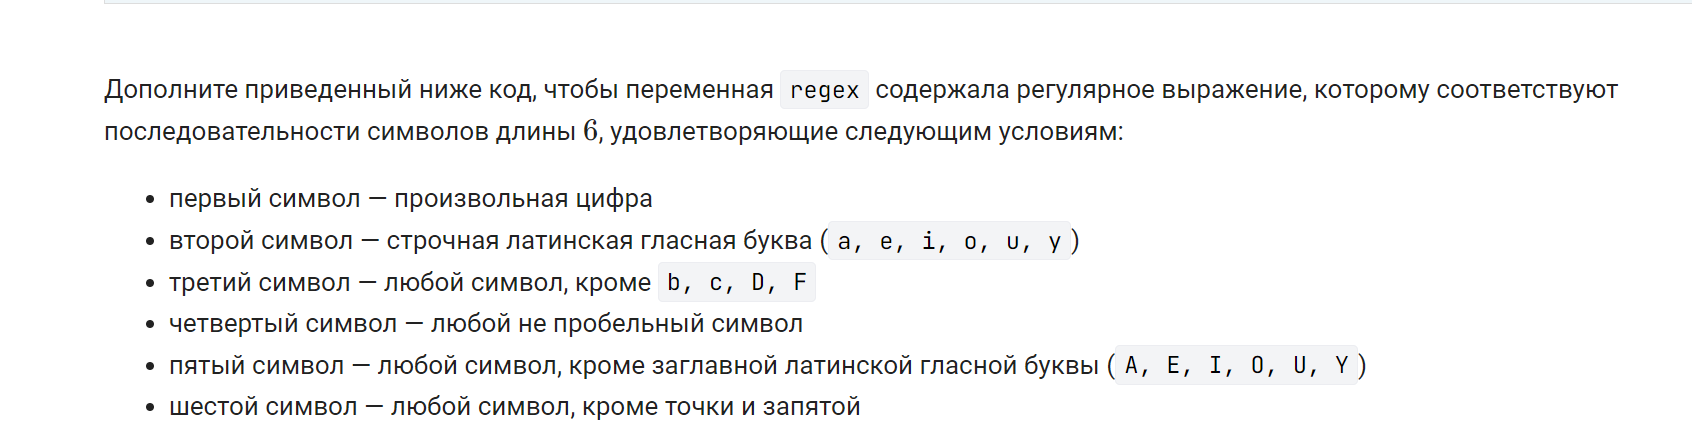 Дополните приведенный ниже код, чтобы переменная regex содержала регулярное выражение, которому соответствуют
последовательности символов длины 6, удовлетворяющие следующим условиям:
• первый символ — произвольная цифра
• второй символ — строчная латинская гласная буква (a, e, i, o, u, y)
• третий символ — любой символ, кроме b, c, D, F
• четвертый символ — любой не пробельный символ
• пятый символ — любой символ, кроме заглавной латинской гласной буквы (A, E, I, O, U, Y)
• шестой символ — любой символ, кроме точки и запятой